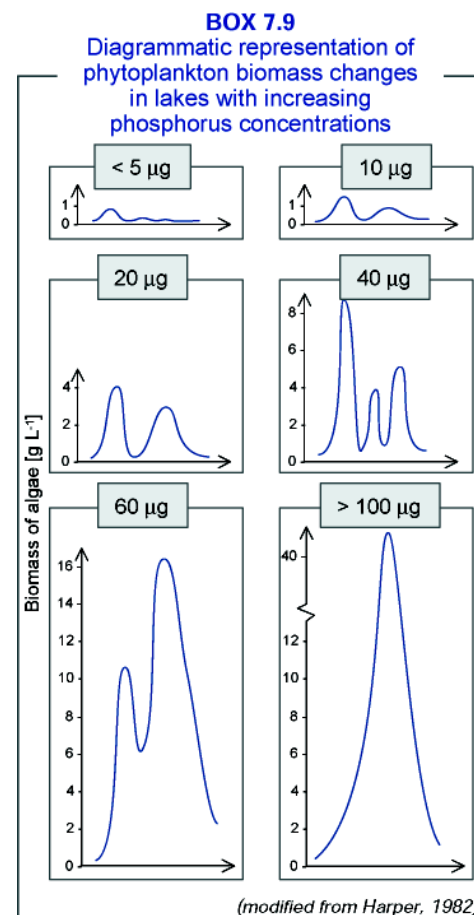 BOX 7.9
Diagrammatic representation of
phytoplankton biomass changes
in lakes with increasing
phosphorus concentrations
< 5 µg
10 µg
1
0
1
0
20 µg
40 µg
4
2
0
8
6
4
2
0
Biomass of algae [g L-1]
60 µg
> 100 µg
16
14
12
10
8
6
4
2
0
40
12
10
8
6
4
2
0
(modified from Harper, 1982)